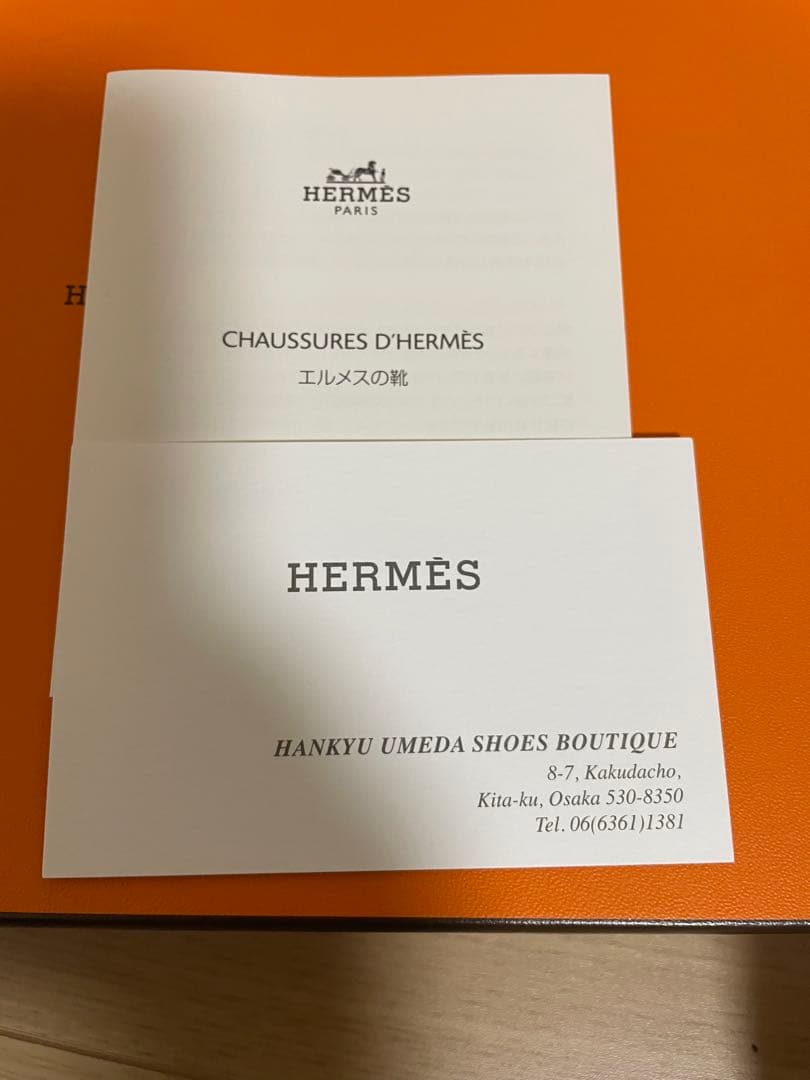 HERMÈS
PARIS
H
CHAUSSURES D'HERMÈS
エルメスの靴
HERMÈS
HANKYU UMEDA SHOES BOUTIQUE
8-7, Kakudacho,
Kita-ku, Osaka 530-8350
Tel. 06(6361)1381